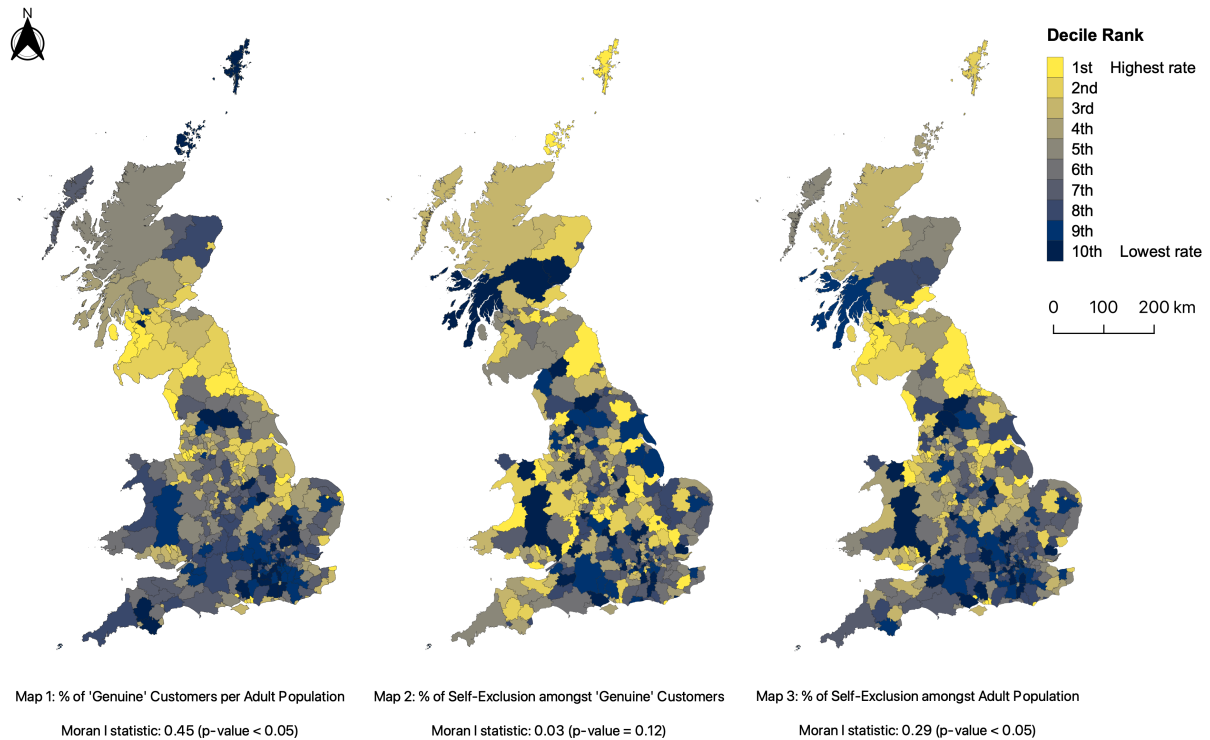 N
Decile Rank
1st Highest rate
2nd
3rd
4th
5th
6th
7th
8th
9th
10th Lowest rate
0 100 200 km
Map 1: % of 'Genuine' Customers per Adult Population
Moran I statistic: 0.45 (p-value < 0.05)
Map 2: % of Self-Exclusion amongst 'Genuine' Customers
Moran I statistic: 0.03 (p-value = 0.12)
Map 3: % of Self-Exclusion amongst Adult Population
Moran I statistic: 0.29 (p-value < 0.05)